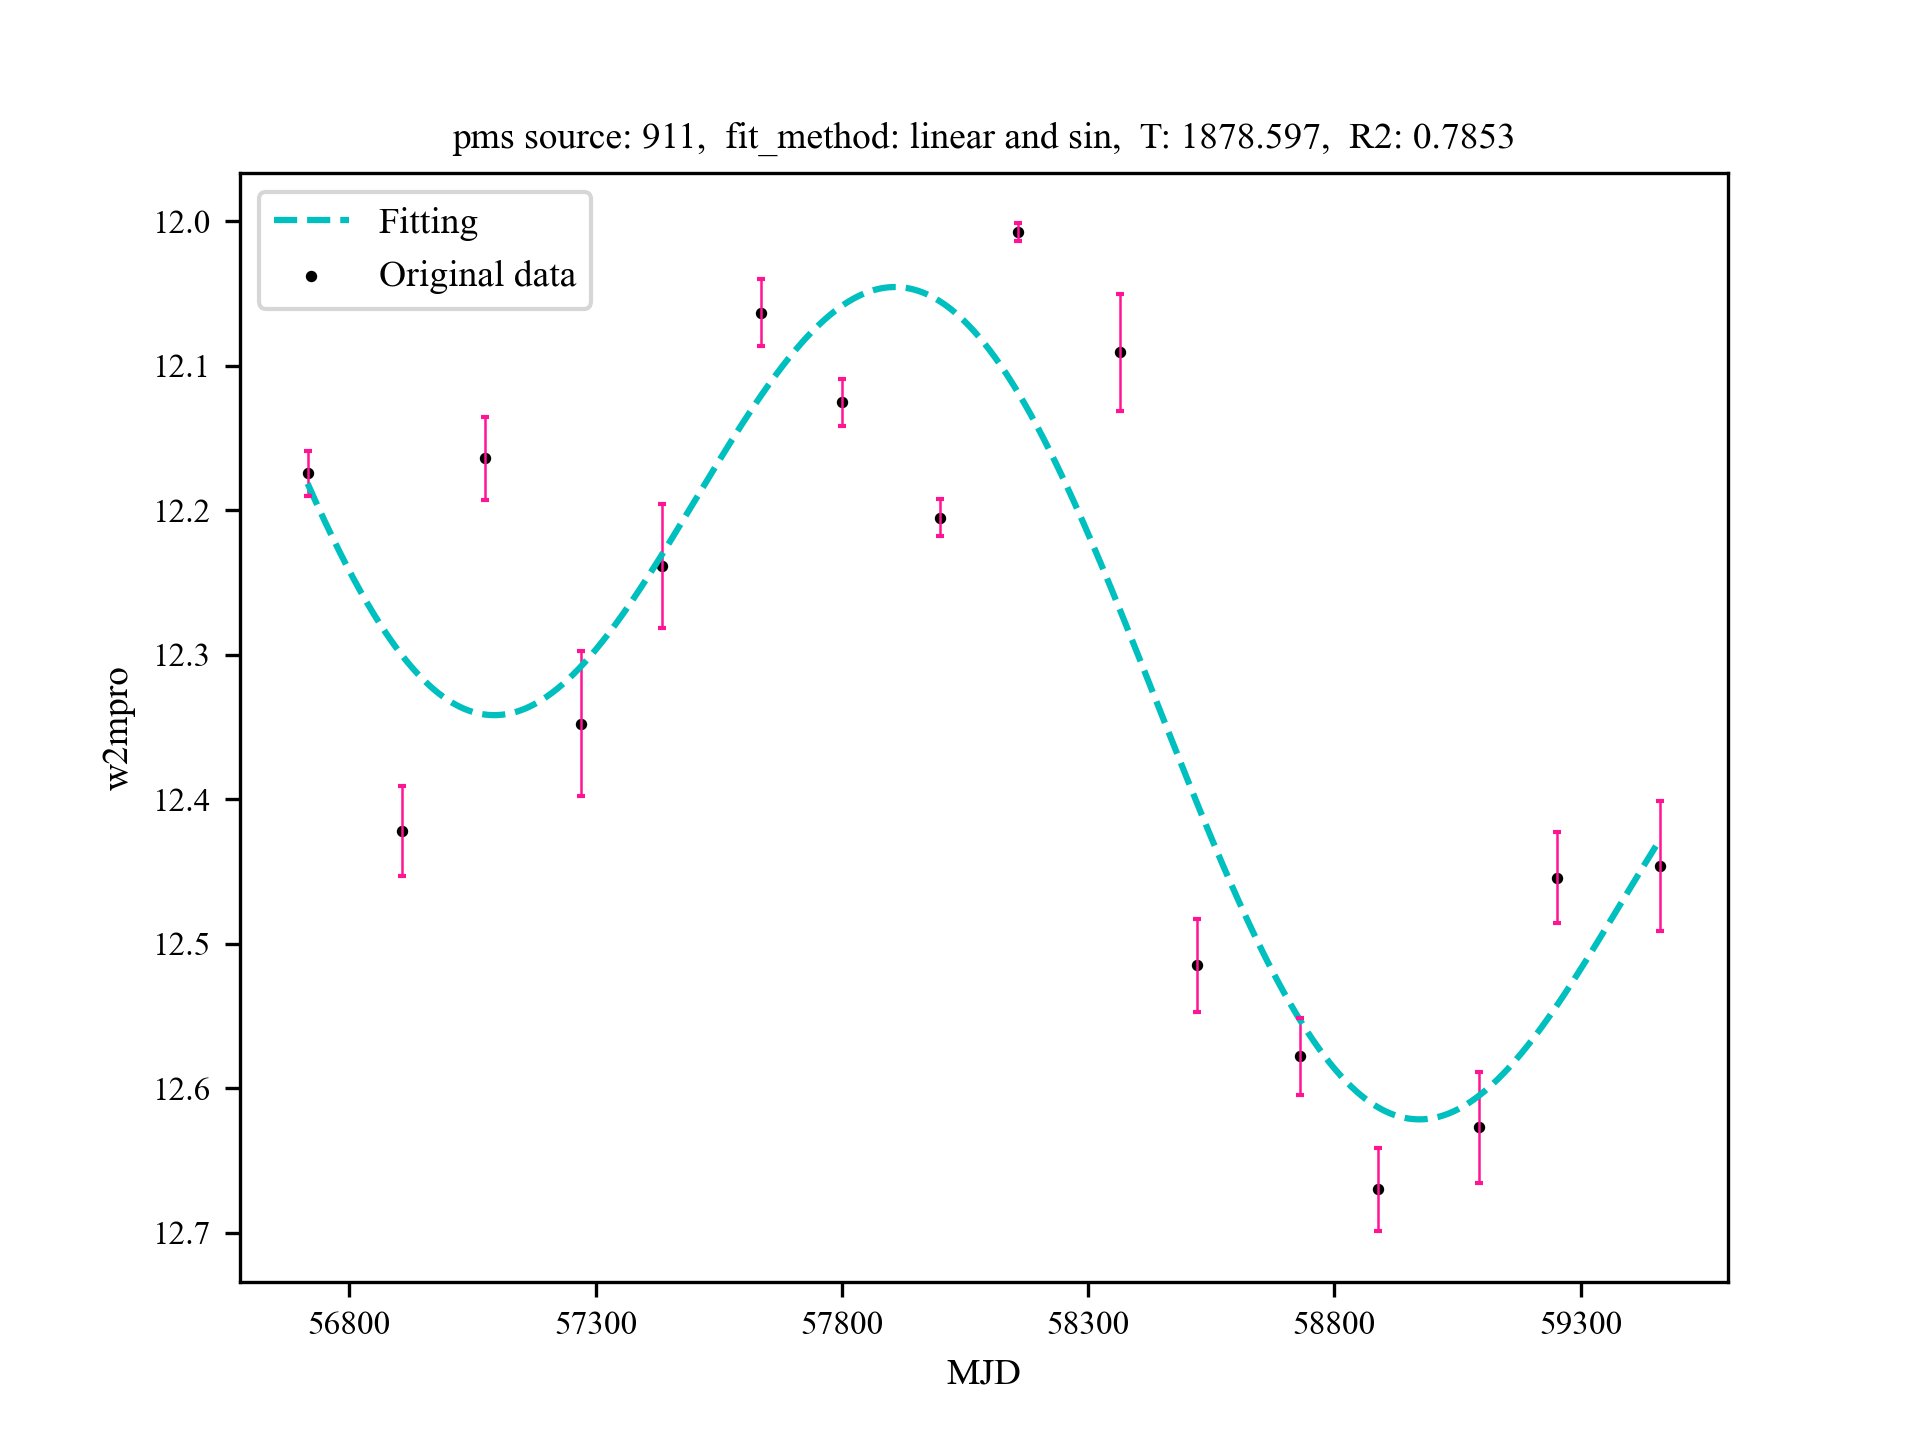 pms source: 911,  fit_method: linear and sin,  T: 1878.597,  R2: 0.7853
Fitting
Original data
12.0
12.1
12.2
12.3
12.4
12.5
12.6
12.7
w2mpro
56800
57300
57800
58300
58800
59300
MJD